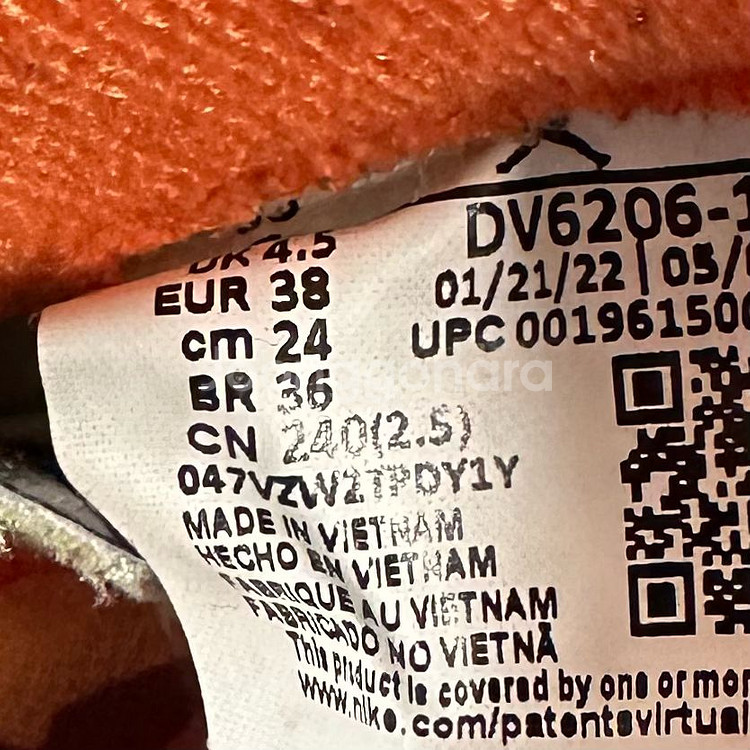 UK 4.5
EUR 38
cm 24
BR 36
CN 240(2.5)
047VZW2TPDY1Y
MADE IN VIETNAM
HECHO EN VIETNAM
FABRIQUE AU VIETNAM
FABRICADO NO VIETNÃ
This product is covered by one or mor
www.nike.com/patentsvirtual
DV6206-1
01/21/22 | 05/
UPC 00196150